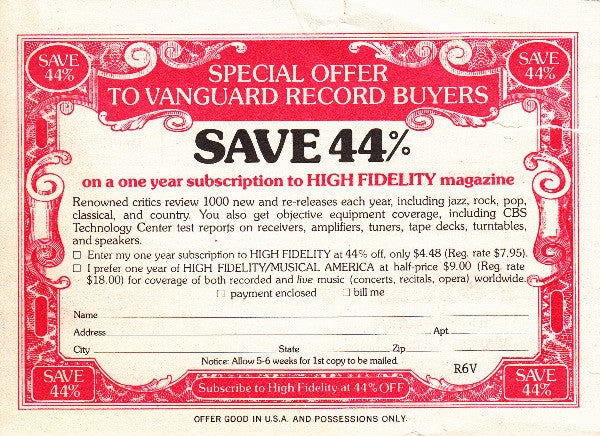 SAVE 44%
SAVE 44%
SPECIAL OFFER
TO VANGUARD RECORD BUYERS
SAVE 44%
on a one year subscription to HIGH FIDELITY magazine
Renowned critics review 1000 new and re-releases each year, including jazz, rock, pop,
classical, and country. You also get objective equipment coverage, including CBS
Technology Center test reports on receivers, amplifiers, tuners, tape decks, turntables,
and speakers.
☐ Enter my one year subscription to HIGH FIDELITY at 44% off, only $4.48 (Reg. rate $7.95).
☐ I prefer one year of HIGH FIDELITY/MUSICAL AMERICA at half-price $9.00 (Reg. rate
$18.00) for coverage of both recorded and live music (concerts, recitals, opera) worldwide.
☐ payment enclosed ☐ bill me
Name
Address Apt.
City State Zip
Notice: Allow 5-6 weeks for 1st copy to be mailed.
R6V
SAVE 44%
Subscribe to High Fidelity at 44% OFF
SAVE 44%
OFFER GOOD IN U.S.A. AND POSSESSIONS ONLY.